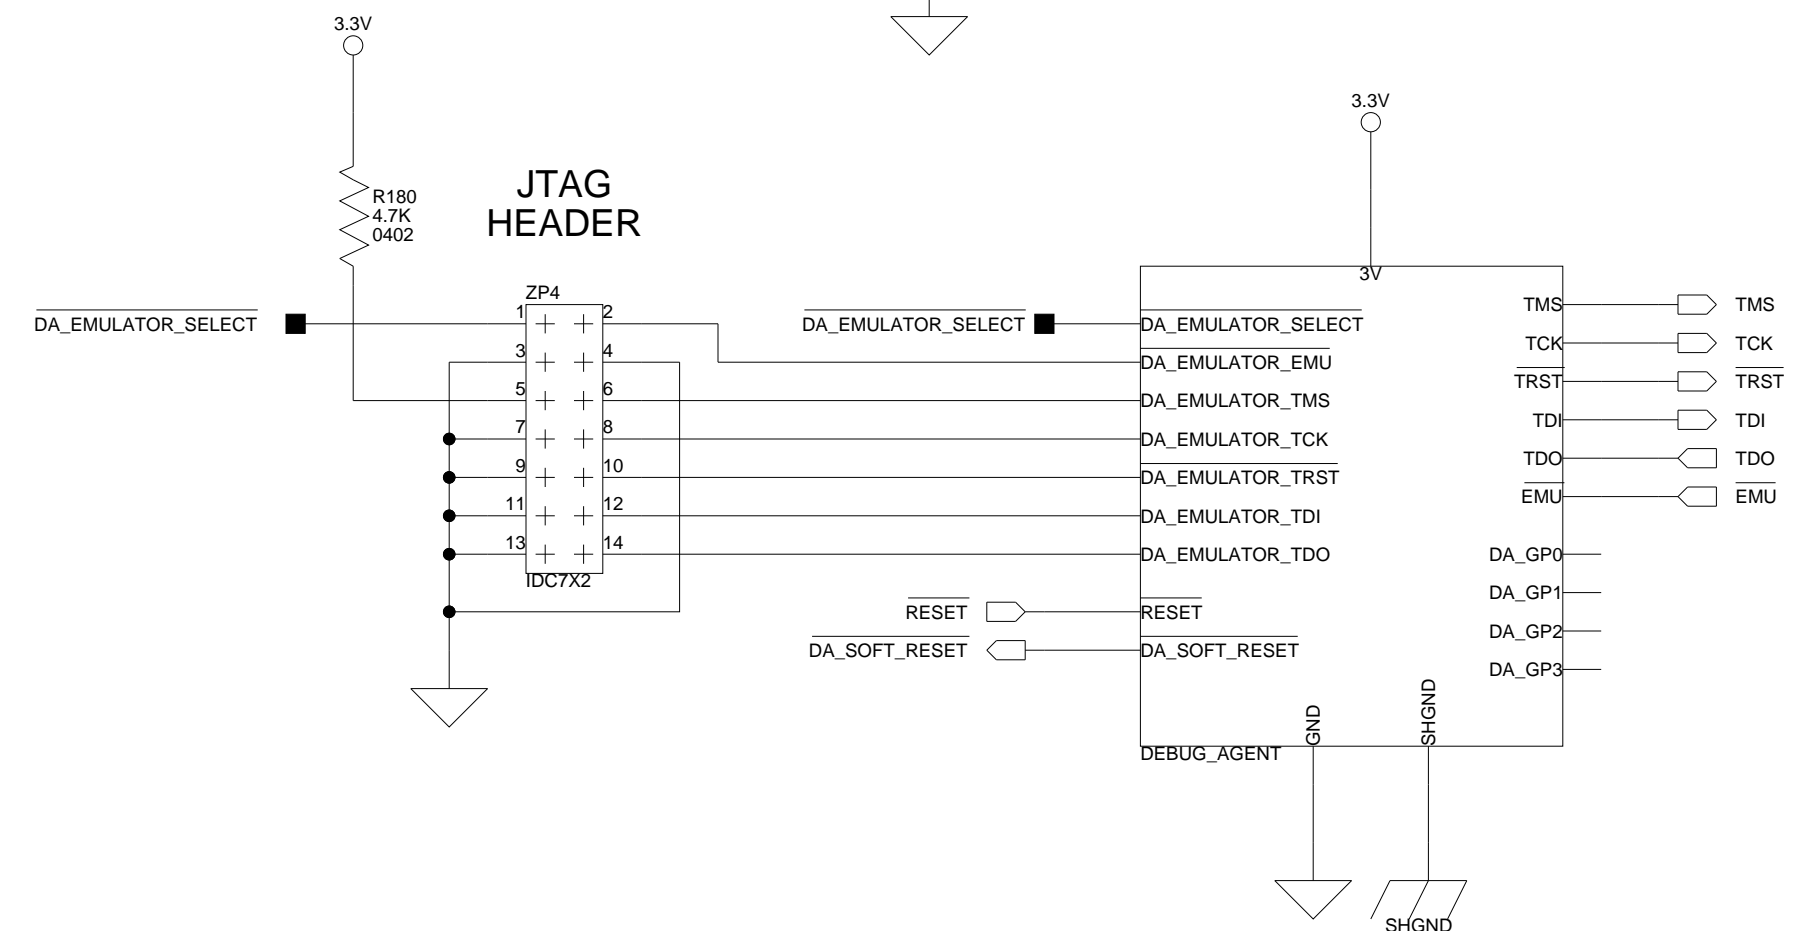 3.3V
3.3V
R180
4.7K
0402
JTAG
HEADER
ZP4
DA_EMULATOR_SELECT
1
2
3
4
5
6
7
8
9
10
11
12
13
14
IDC7X2
DA_EMULATOR_SELECT
RESET
DA_SOFT_RESET
3V
DA_EMULATOR_SELECT
DA_EMULATOR_EMU
DA_EMULATOR_TMS
DA_EMULATOR_TCK
DA_EMULATOR_TRST
DA_EMULATOR_TDI
DA_EMULATOR_TDO
RESET
DA_SOFT_RESET
TMS
TCK
TRST
TDI
TDO
EMU
DA_GP0
DA_GP1
DA_GP2
DA_GP3
GND
SHGND
DEBUG_AGENT
TMS
TCK
TRST
TDI
TDO
EMU
SHGND